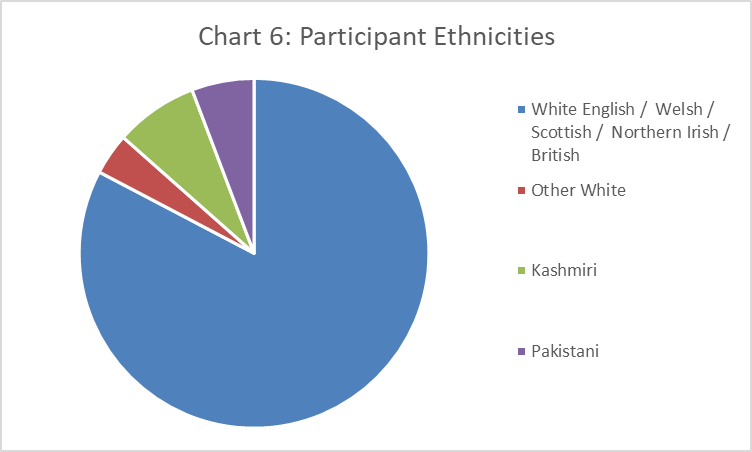 Chart 6: Participant Ethnicities
White English / Welsh /
Scottish / Northern Irish /
British
Other White
Kashmiri
Pakistani